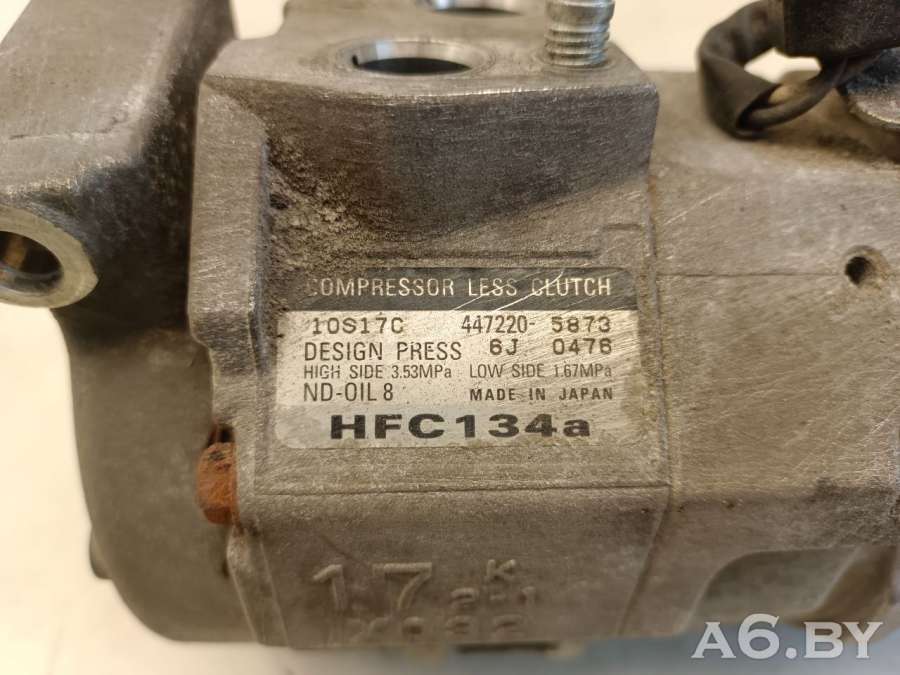 COMPRESSOR LESS CLUTCH
10S17C 447220-5873
DESIGN PRESS 6J 0476
HIGH SIDE 3.53MPa LOW SIDE 1.67MPa
ND-OIL 8 MADE IN JAPAN
HFC134a
17 K
A6.BY